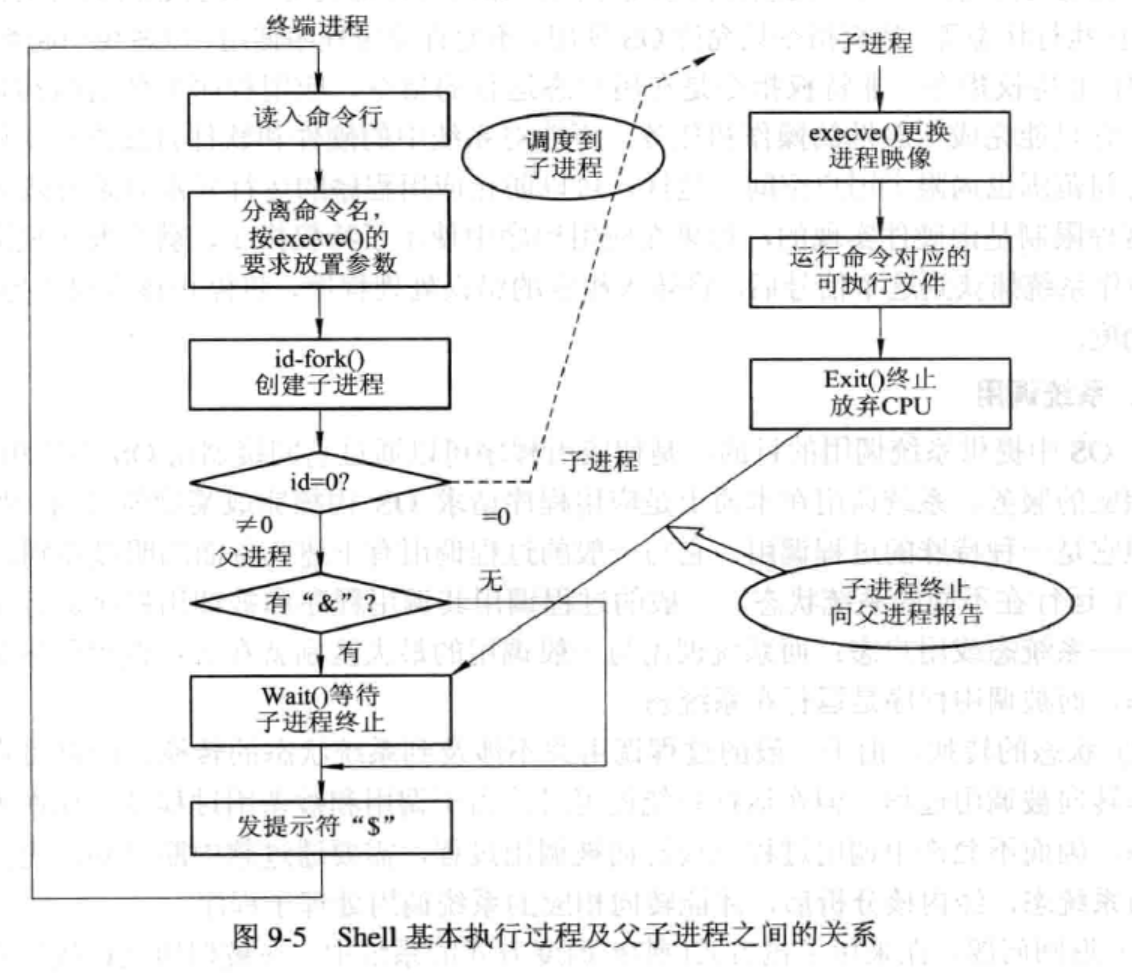 终端进程
读入命令行
分离命令名，
按execve()的
要求放置参数
id-fork()
创建子进程
id=0?
≠0
父进程
=0
有“&”?
无
有
Wait()等待
子进程终止
发提示符“$”
调度到
子进程
子进程
execve()更换
进程映像
运行命令对应的
可执行文件
Exit()终止
放弃CPU
子进程
子进程终止
向父进程报告
图 9-5 Shell 基本执行过程及父子进程之间的关系